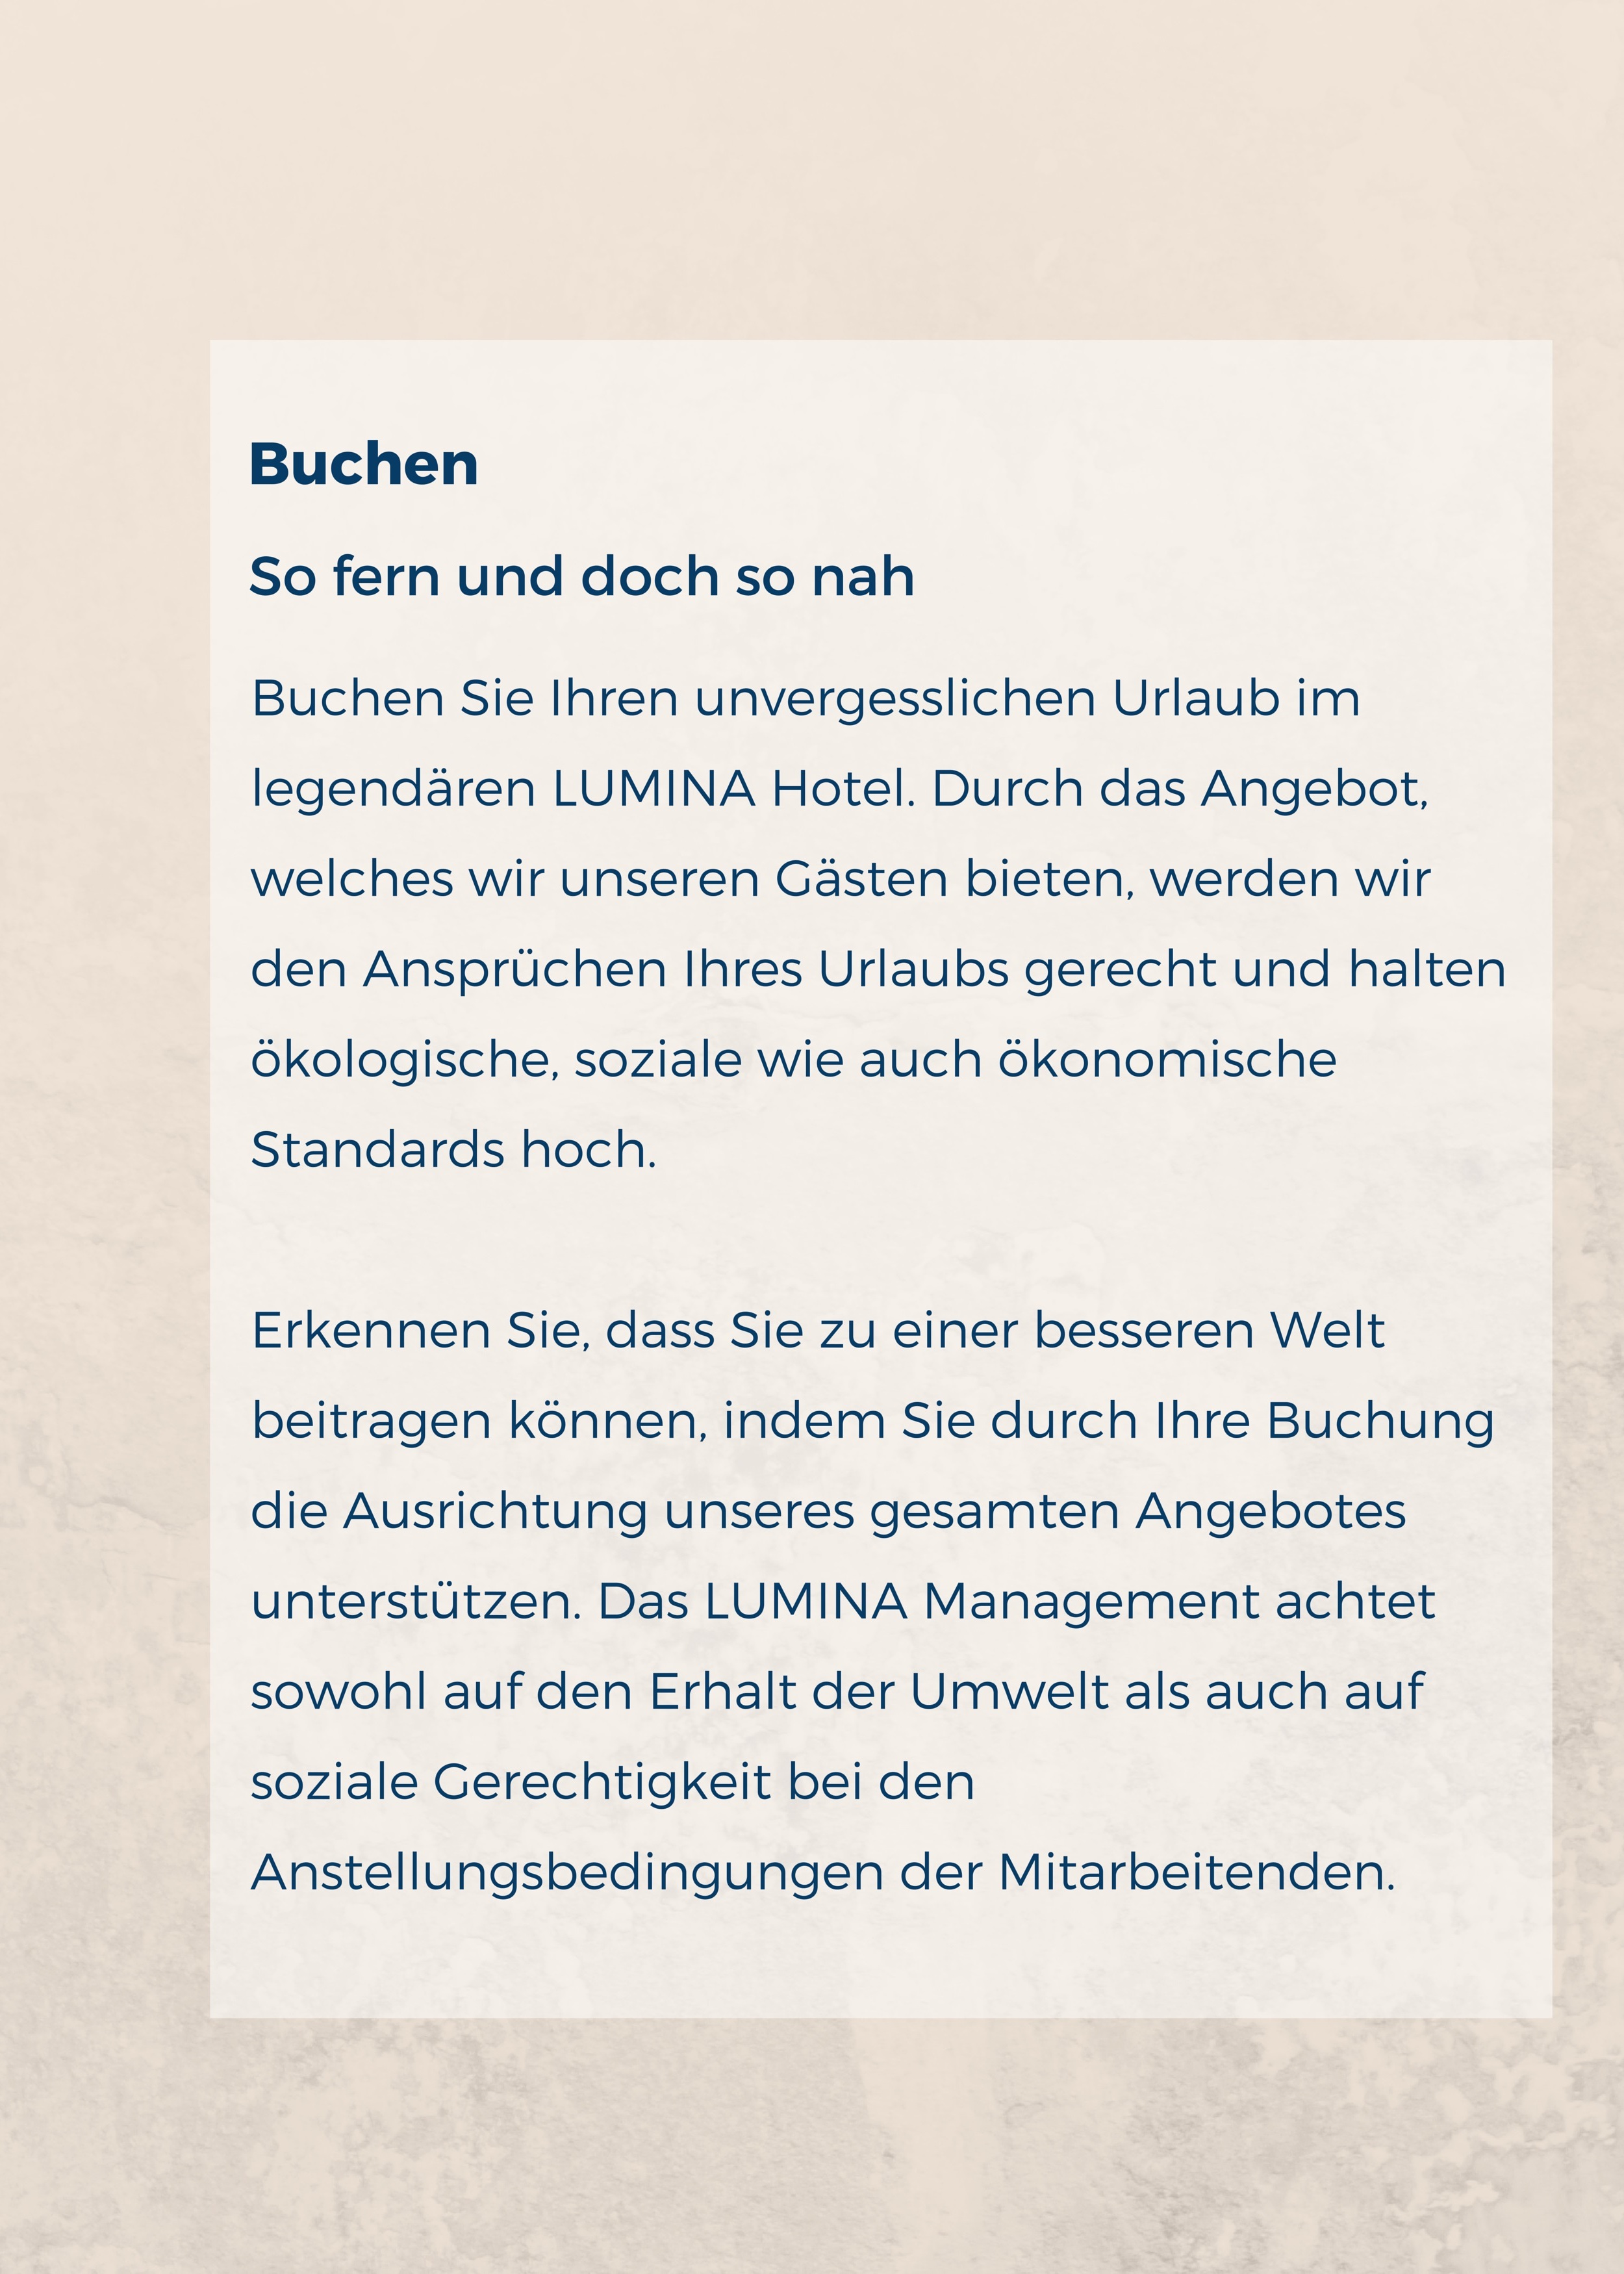 Buchen
So fern und doch so nah
Buchen Sie Ihren unvergesslichen Urlaub im
legendären LUMINA Hotel. Durch das Angebot,
welches wir unseren Gästen bieten, werden wir
den Ansprüchen Ihres Urlaubs gerecht und halten
ökologische, soziale wie auch ökonomische
Standards hoch.
Erkennen Sie, dass Sie zu einer besseren Welt
beitragen können, indem Sie durch Ihre Buchung
die Ausrichtung unseres gesamten Angebotes
unterstützen. Das LUMINA Management achtet
sowohl auf den Erhalt der Umwelt als auch auf
soziale Gerechtigkeit bei den
Anstellungsbedingungen der Mitarbeitenden.